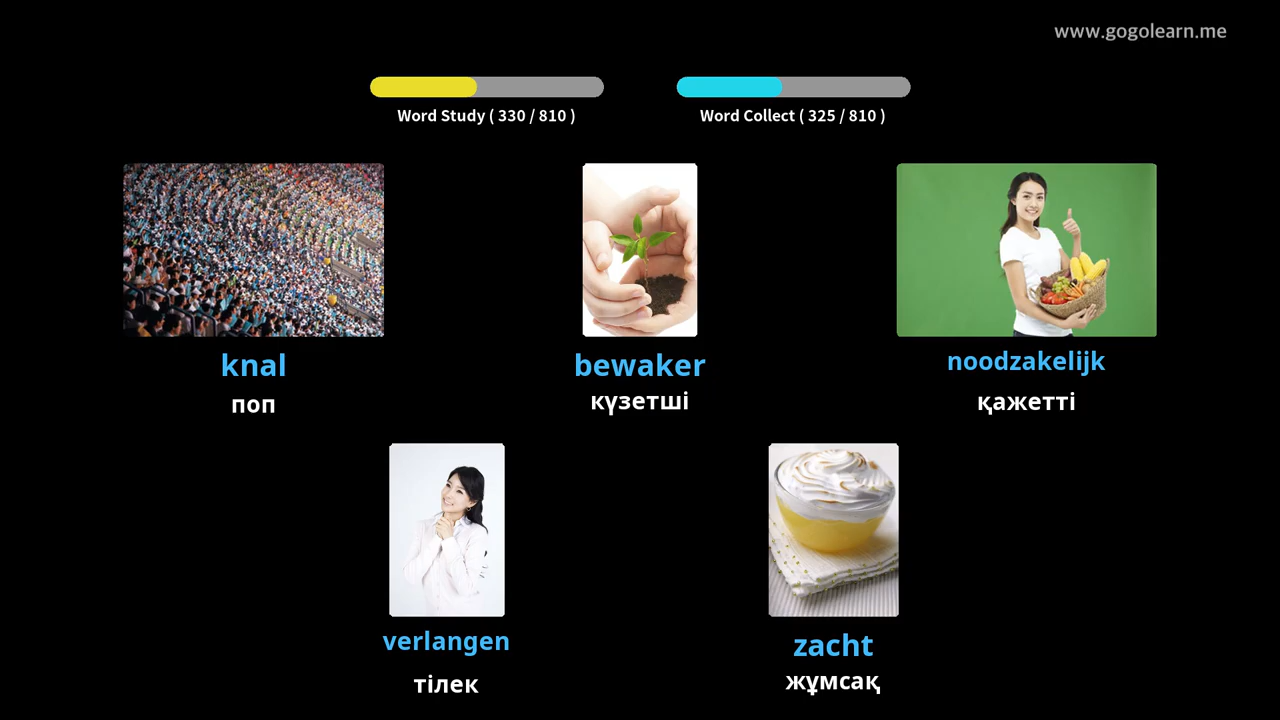 www.gogolearn.me
Word Study ( 330 / 810 )
Word Collect ( 325 / 810 )
knal
поп
bewaker
күзетші
noodzakelijk
қажетті
verlangen
тілек
zacht
жұмсақ